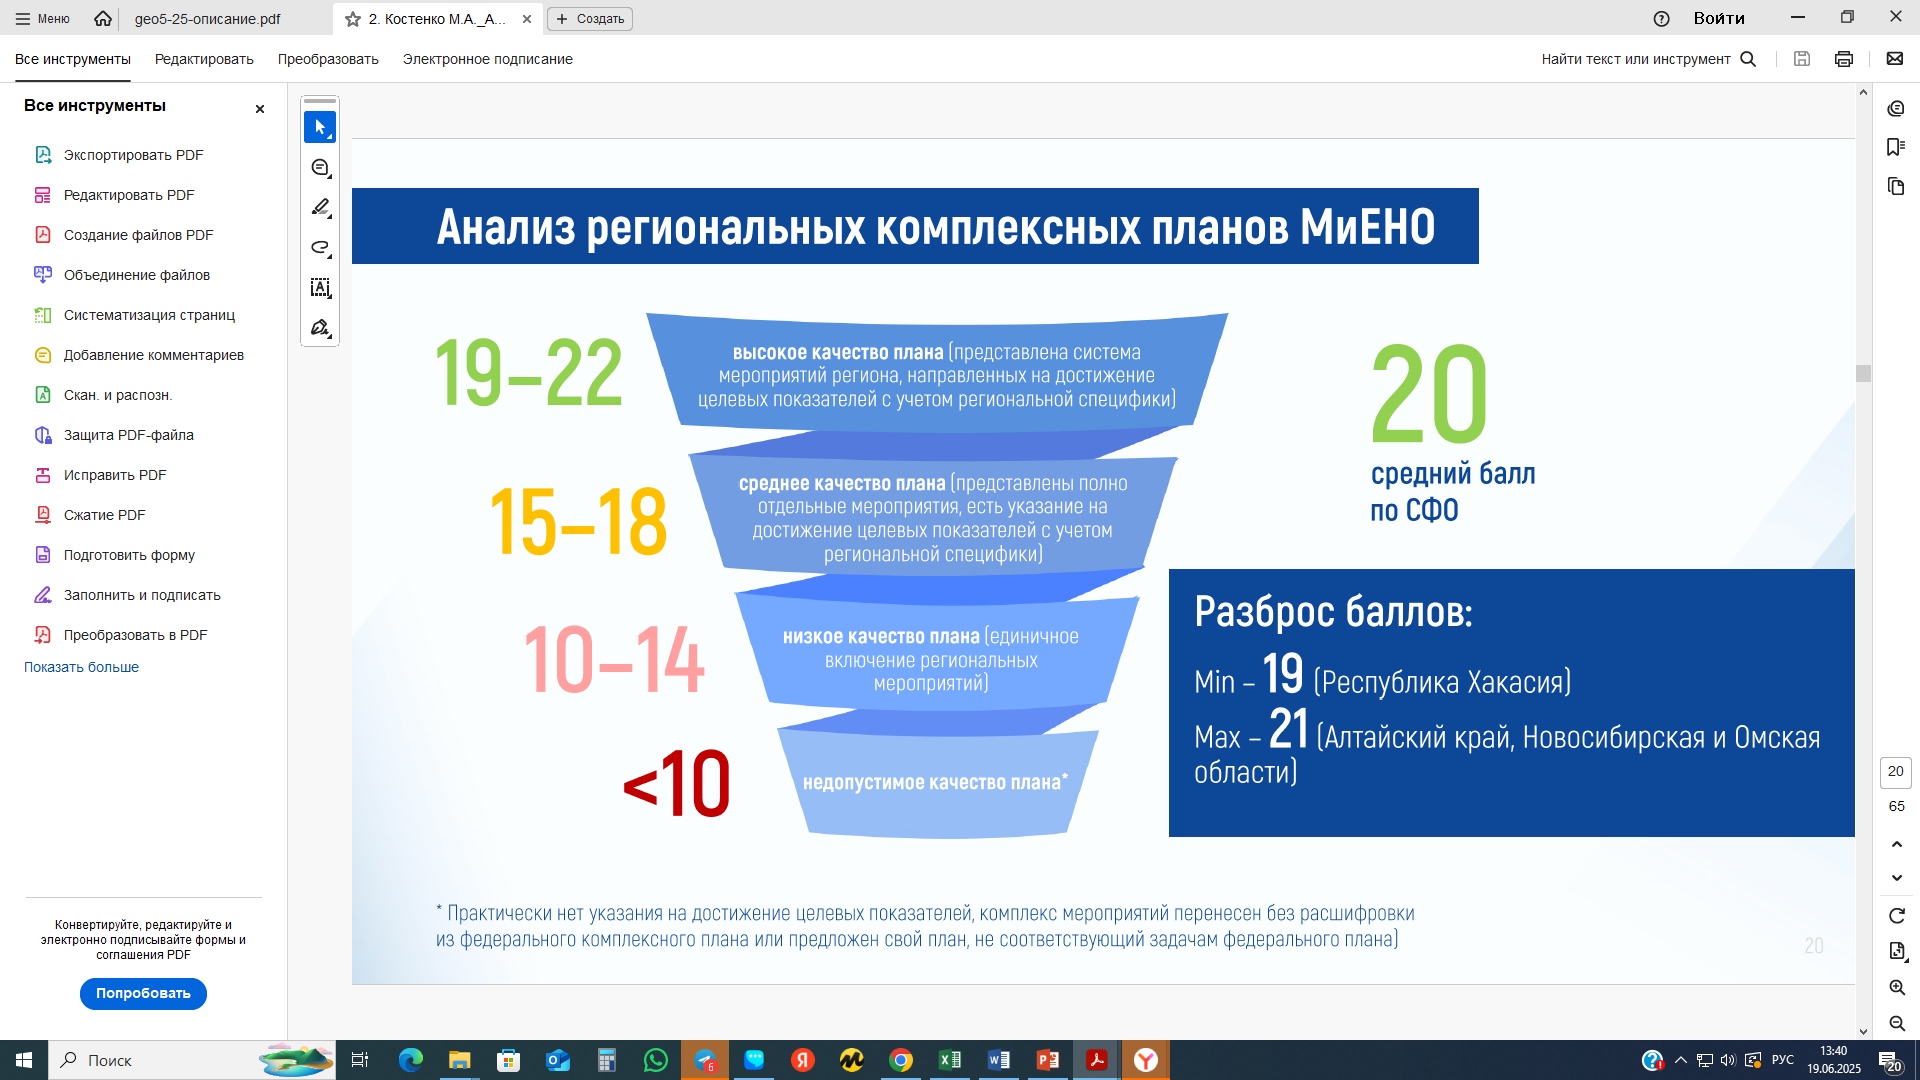 Меню
geo5-25-описание.pdf
2. Костенко М.А._А...
Создать
Войти
Все инструменты
Редактировать
Преобразовать
Электронное подписание
Найти текст или инструмент
Все инструменты
Экспортировать PDF
Редактировать PDF
Создание файлов PDF
Объединение файлов
Систематизация страниц
Добавление комментариев
Скан. и распозн.
Защита PDF-файла
Исправить PDF
Сжатие PDF
Подготовить форму
Заполнить и подписать
Преобразовать в PDF
Показать больше
Конвертируйте, редактируйте и
электронно подписывайте формы и
соглашения PDF
Попробовать
Анализ региональных комплексных планов МиЕНО
19–22
высокое качество плана (представлена система
мероприятий региона, направленных на достижение
целевых показателей с учетом региональной специфики)
15–18
среднее качество плана (представлены полно
отдельные мероприятия, есть указание на
достижение целевых показателей с учетом
региональной специфики)
10–14
низкое качество плана (единичное
включение региональных
мероприятий)
<10
недопустимое качество плана*
20
средний балл
по СФО
Разброс баллов:
Min – 19 (Республика Хакасия)
Max – 21 (Алтайский край, Новосибирская и Омская
области)
* Практически нет указания на достижение целевых показателей, комплекс мероприятий перенесен без расшифровки
из федерального комплексного плана или предложен свой план, не соответствующий задачам федерального плана)
20
20
65
Поиск
6
РУС
13:40
19.06.2025
20